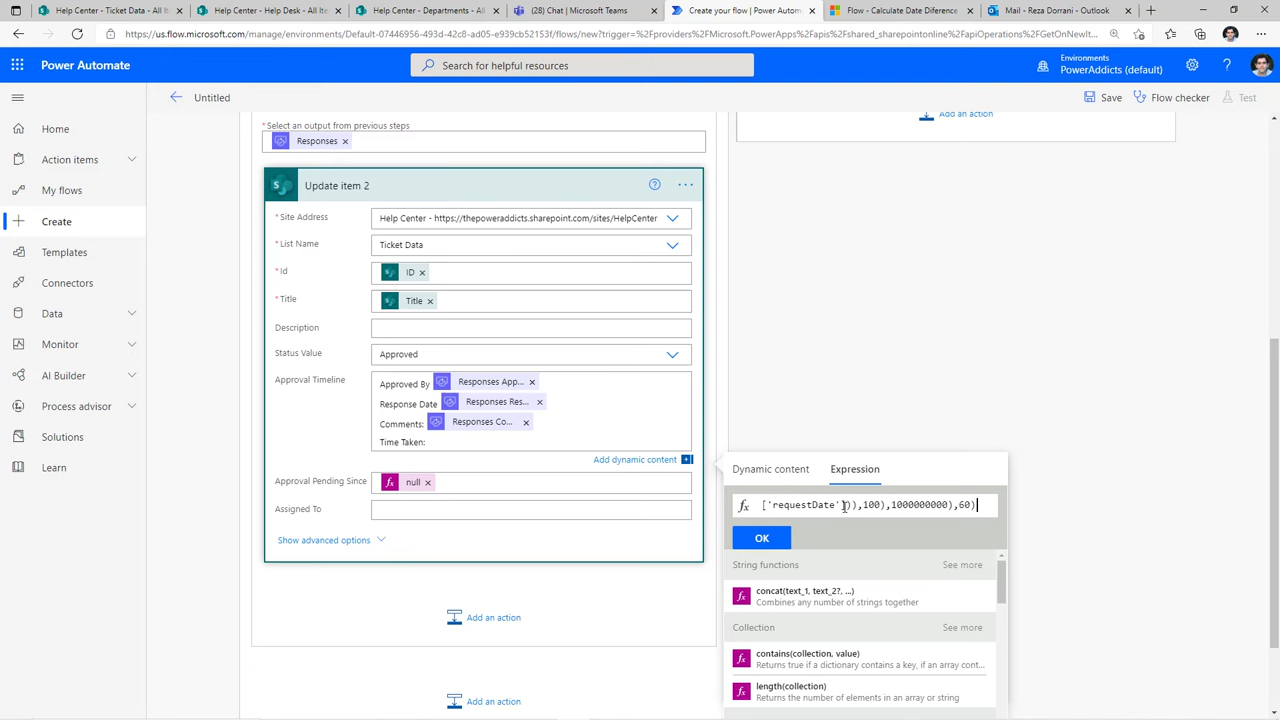 Help Center - Ticket Data - All Ite
Help Center - Help Desk - All Item
Help Center - Departments - All It
(28) Chat | Microsoft Teams
Create your flow | Power Automa
Flow - Calculate Date Diference
Mail - Reza Dorrani - Outlook
https://us.flow.microsoft.com/manage/environments/Default-07446956-493d-42c8-ad05-e939c52153f/flows/new?trigger=%2Fproviders%2FMicrosoft.PowerApps%2Fapis%2Fshared_sharepointonline%2FapiOperations%2FGetOnNewIt...
Power Automate
Search for helpful resources
Environments
PowerAddicts (default)
Untitled
Save
Flow checker
Test
Home
Action items
My flows
Create
Templates
Connectors
Data
Monitor
AI Builder
Process advisor
Solutions
Learn
Add an action
* Select an output from previous steps
Responses
Update item 2
* Site Address
Help Center - https://thepoweraddicts.sharepoint.com/sites/HelpCenter
* List Name
Ticket Data
* Id
ID
* Title
Title
Description
Status Value
Approved
Approval Timeline
Approved By Responses App...
Response Date Responses Res...
Comments: Responses Co...
Time Taken:
Add dynamic content
Approval Pending Since
null
Assigned To
Show advanced options
Add an action
Add an action
Dynamic content
Expression
fx ['requestDate'])),100),1000000000),60)
OK
String functions
See more
concat(text_1, text_2?, ...)
Combines any number of strings together
Collection
See more
contains(collection, value)
Returns true if a dictionary contains a key, if an array cont...
length(collection)
Returns the number of elements in an array or string